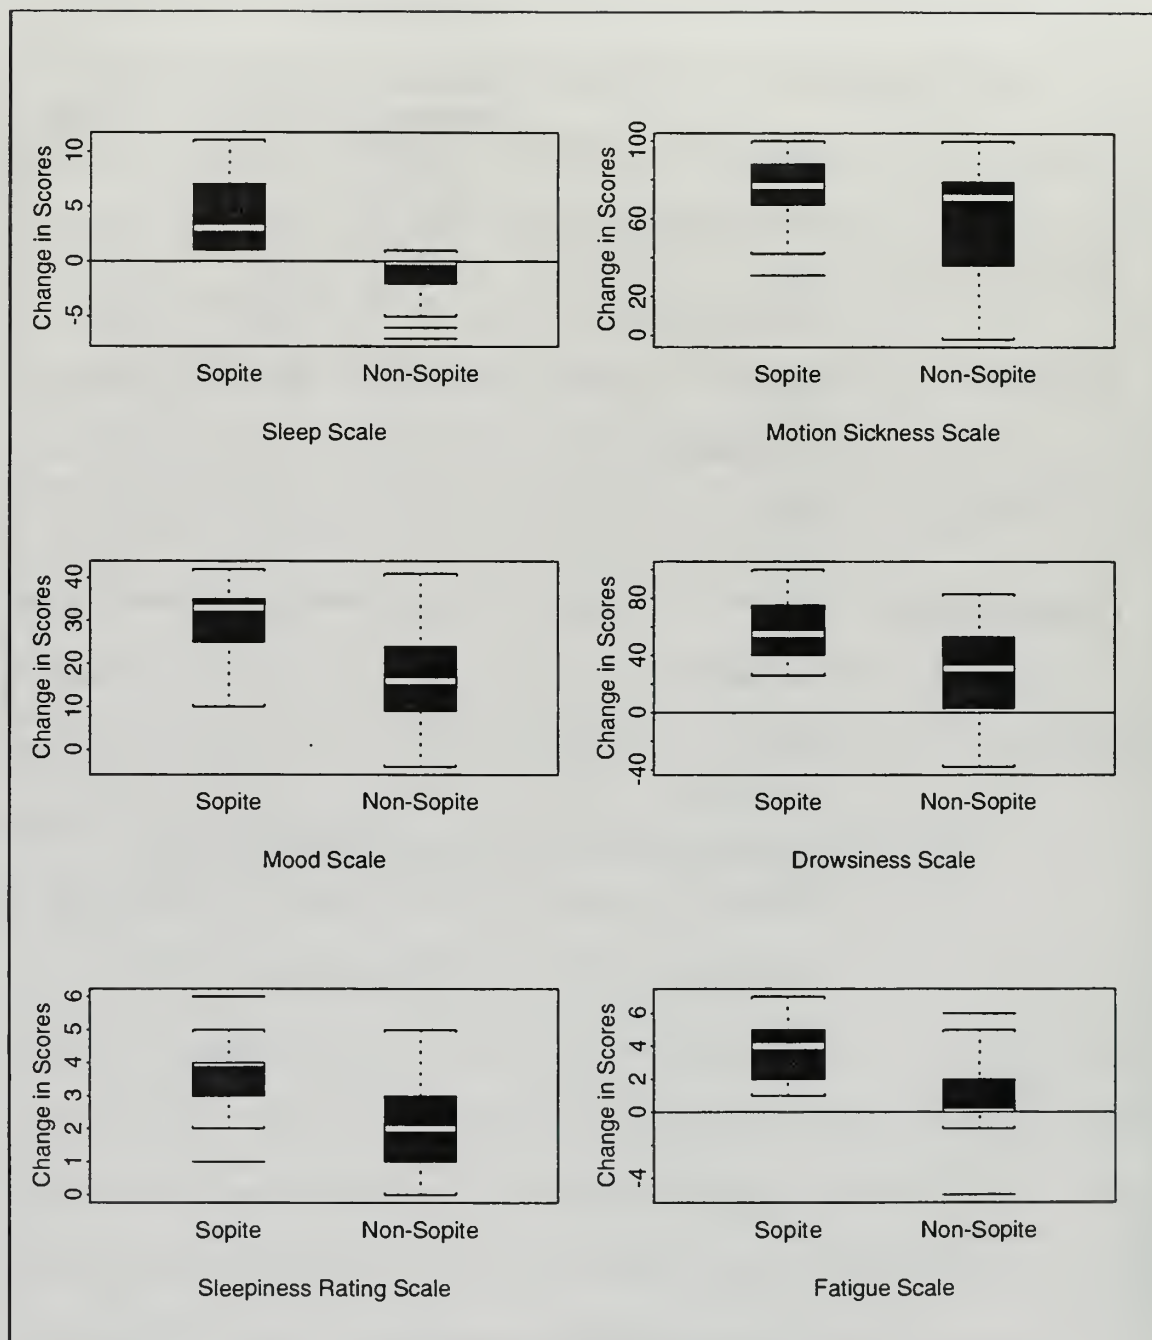 Change in Scores
10
5
0
-5
Sopite
Non-Sopite
Sleep Scale
Change in Scores
100
60
20
0
Sopite
Non-Sopite
Motion Sickness Scale
Change in Scores
40
30
20
10
0
Sopite
Non-Sopite
Mood Scale
Change in Scores
80
40
0
-40
Sopite
Non-Sopite
Drowsiness Scale
Change in Scores
6
5
4
3
2
1
0
Sopite
Non-Sopite
Sleepiness Rating Scale
Change in Scores
6
4
2
0
-4
Sopite
Non-Sopite
Fatigue Scale